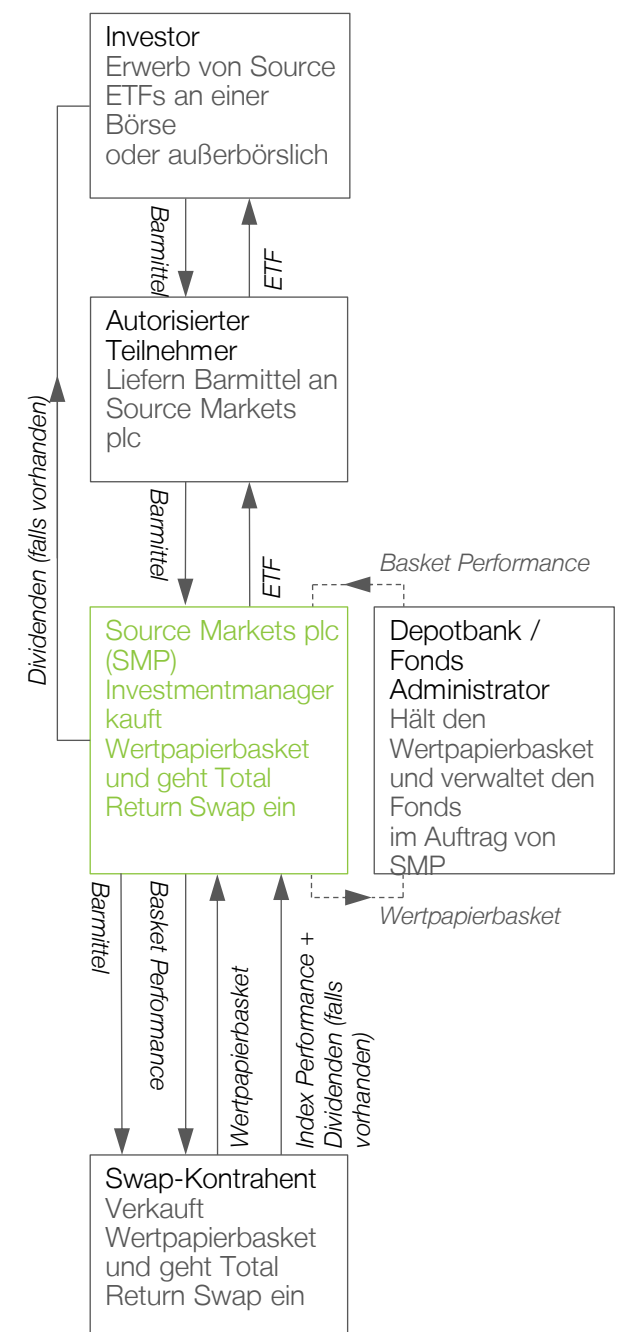 Investor
Erwerb von Source
ETFs an einer
Börse
oder außerbörslich
Barmittel
ETF
Autorisierter
Teilnehmer
Liefern Barmittel an
Source Markets
plc
Dividenden (falls vorhanden)
Barmittel
ETF
Basket Performance
Source Markets plc
(SMP)
Investmentmanager
kauft
Wertpapierbasket
und geht Total
Return Swap ein
Depotbank /
Fonds
Administrator
Hält den
Wertpapierbasket
und verwaltet den
Fonds
im Auftrag von
SMP
Wertpapierbasket
Barmittel
Basket Performance
Wertpapierbasket
Index Performance +
Dividenden (falls
vorhanden)
Swap-Kontrahent
Verkauft
Wertpapierbasket
und geht Total
Return Swap ein